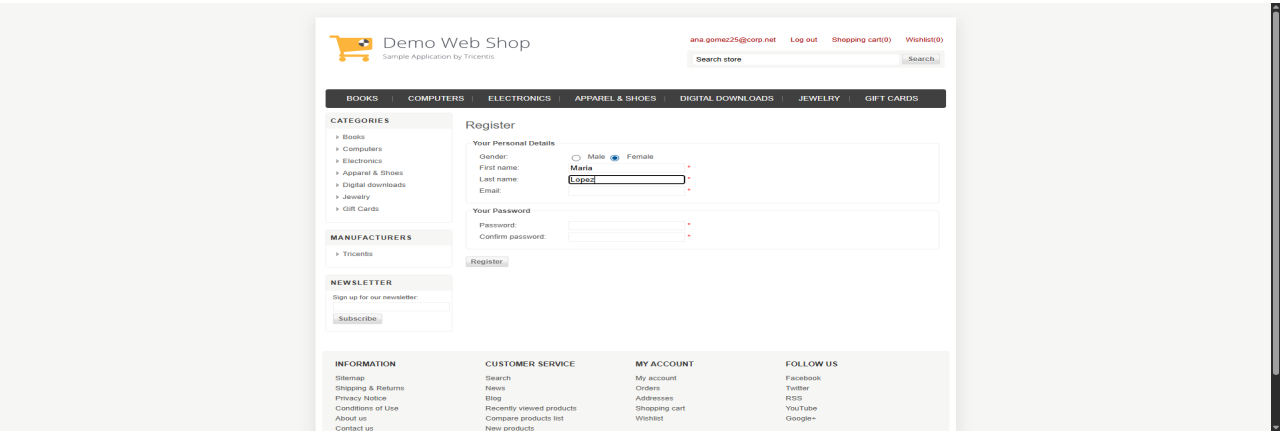 Demo Web Shop
Sample Application by Tricentis
ana.gomez25@corp.net Log out Shopping cart(0) Wishlist(0)
Search store Search
BOOKS COMPUTERS ELECTRONICS APPAREL & SHOES DIGITAL DOWNLOADS JEWELRY GIFT CARDS
CATEGORIES
Books
Computers
Electronics
Apparel & Shoes
Digital downloads
Jewelry
Gift Cards
MANUFACTURERS
Tricentis
NEWSLETTER
Sign up for our newsletter:
Subscribe
Register
Your Personal Details
Gender: Male Female
First name: Maria *
Last name: Lopez *
Email: *
Your Password
Password: *
Confirm password: *
Register
INFORMATION
Sitemap
Shipping & Returns
Privacy Notice
Conditions of Use
About us
Contact us
CUSTOMER SERVICE
Search
News
Blog
Recently viewed products
Compare products list
New products
MY ACCOUNT
My account
Orders
Addresses
Shopping cart
Wishlist
FOLLOW US
Facebook
Twitter
RSS
YouTube
Google+